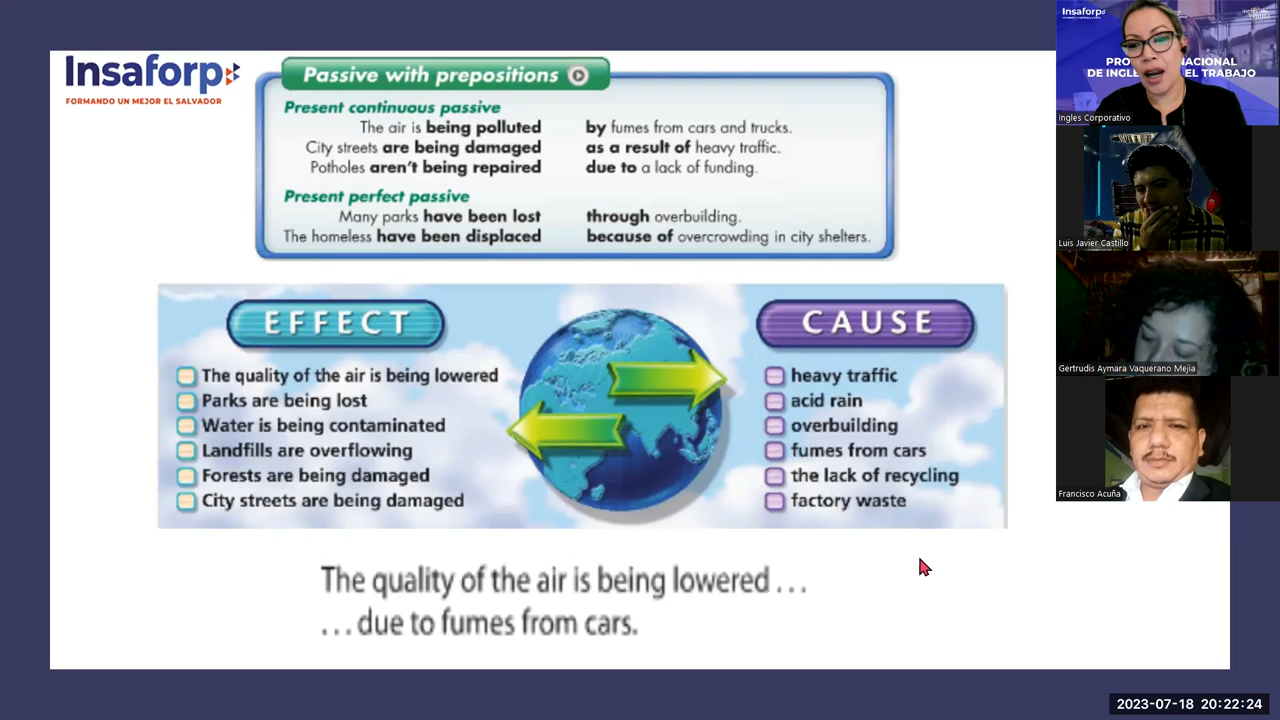 Insaforp
FORMANDO UN MEJOR EL SALVADOR
Passive with prepositions
Present continuous passive
The air is being polluted by fumes from cars and trucks.
City streets are being damaged as a result of heavy traffic.
Potholes aren't being repaired due to a lack of funding.
Present perfect passive
Many parks have been lost through overbuilding.
The homeless have been displaced because of overcrowding in city shelters.
EFFECT
The quality of the air is being lowered
Parks are being lost
Water is being contaminated
Landfills are overflowing
Forests are being damaged
City streets are being damaged
CAUSE
heavy traffic
acid rain
overbuilding
fumes from cars
the lack of recycling
factory waste
The quality of the air is being lowered ...
... due to fumes from cars.
Insaforp
DE INGL EL TRABAJO
Ingles Corporativo
Luis Javier Castillo
Gertrudis Aymara Vaquerano Mejia
Francisco Acuña
2023-07-18 20:22:24